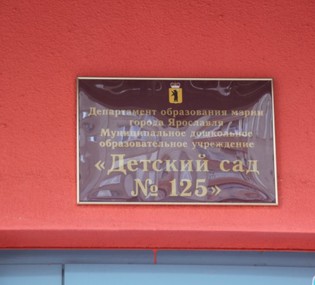 Департамент образования мэрии
города Ярославля
Муниципальное дошкольное
образовательное учреждение
«Детский сад
№ 125»